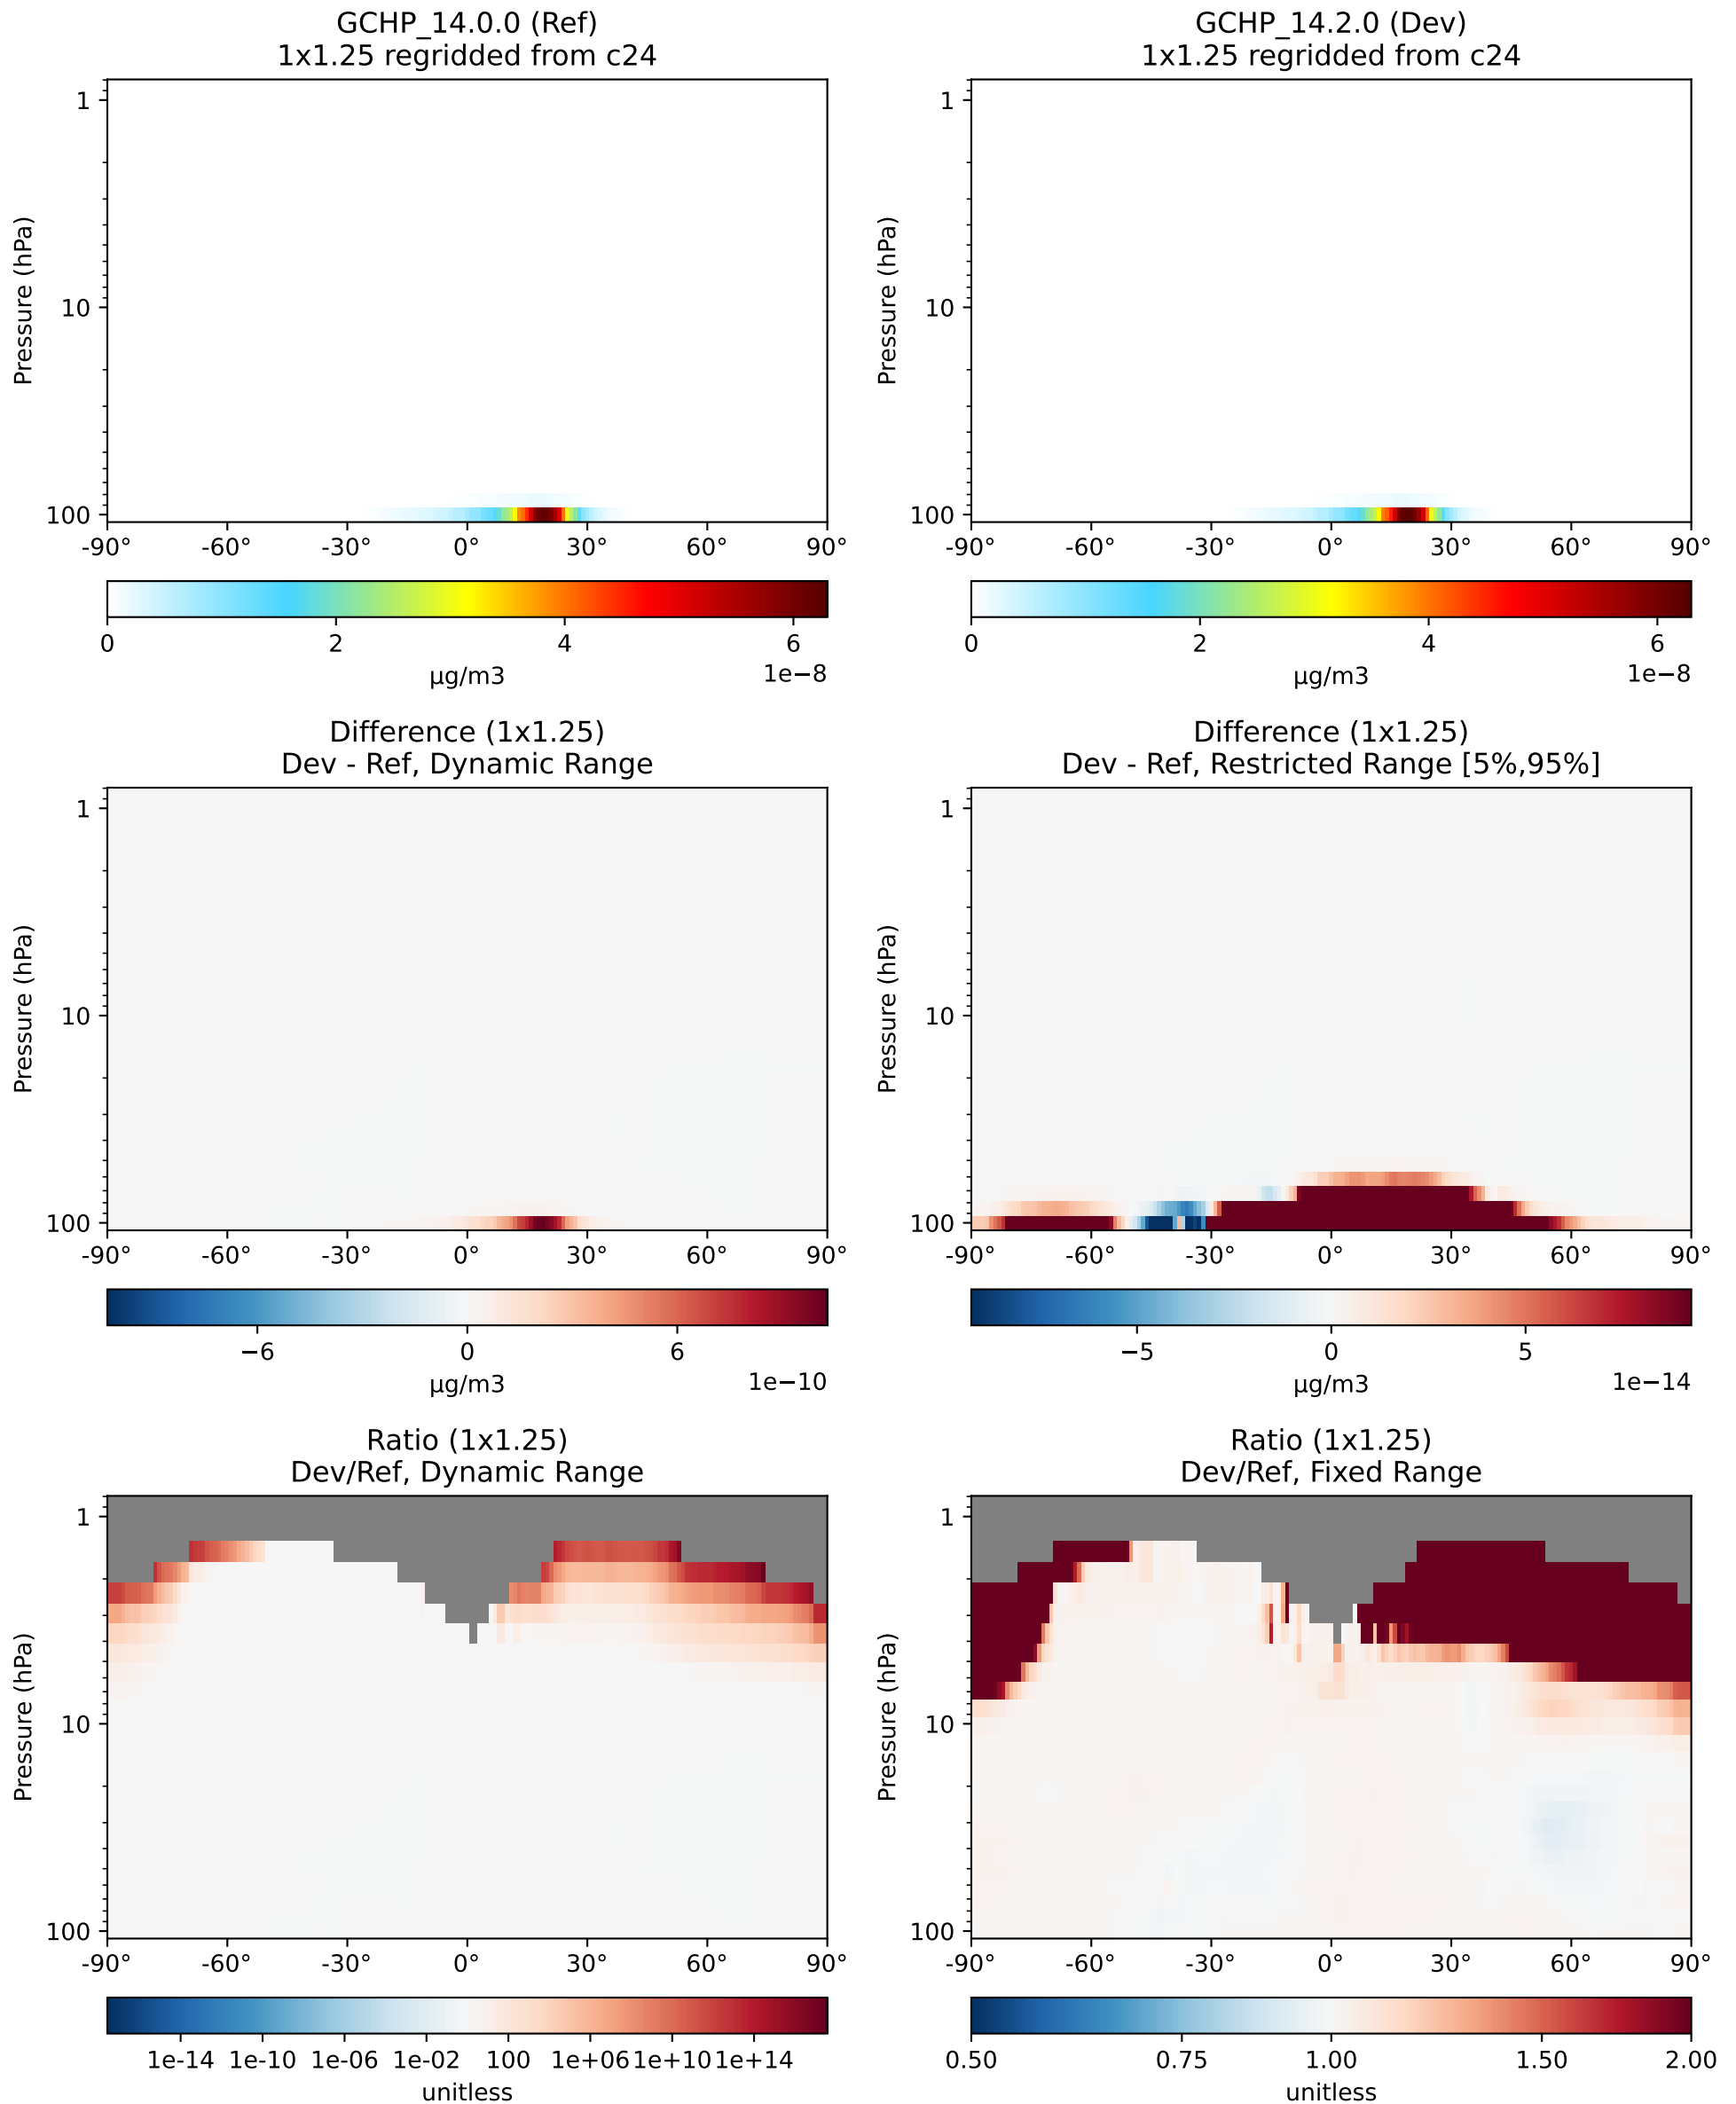 GCHP_14.0.0 (Ref)
1x1.25 regridded from c24
Pressure (hPa)
1
10
100
-90° -60° -30° 0° 30° 60° 90°
0 2 4 6
µg/m3 1e−8
GCHP_14.2.0 (Dev)
1x1.25 regridded from c24
Pressure (hPa)
1
10
100
-90° -60° -30° 0° 30° 60° 90°
0 2 4 6
µg/m3 1e−8
Difference (1x1.25)
Dev - Ref, Dynamic Range
Pressure (hPa)
1
10
100
-90° -60° -30° 0° 30° 60° 90°
−6 0 6
µg/m3 1e−10
Difference (1x1.25)
Dev - Ref, Restricted Range [5%,95%]
Pressure (hPa)
1
10
100
-90° -60° -30° 0° 30° 60° 90°
−5 0 5
µg/m3 1e−14
Ratio (1x1.25)
Dev/Ref, Dynamic Range
Pressure (hPa)
1
10
100
-90° -60° -30° 0° 30° 60° 90°
1e-14 1e-10 1e-06 1e-02 100 1e+06 1e+10 1e+14
unitless
Ratio (1x1.25)
Dev/Ref, Fixed Range
Pressure (hPa)
1
10
100
-90° -60° -30° 0° 30° 60° 90°
0.50 0.75 1.00 1.50 2.00
unitless